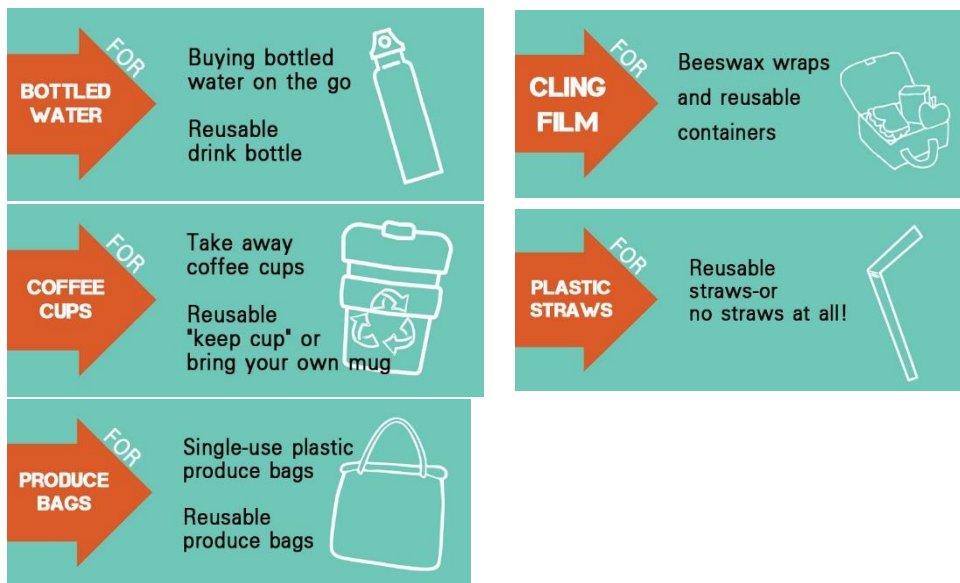 BOTTLED
WATER
FOR
Buying bottled
water on the go
Reusable
drink bottle
CLING
FILM
FOR
Beeswax wraps
and reusable
containers
COFFEE
CUPS
FOR
Take away
coffee cups
Reusable
"keep cup" or
bring your own mug
PLASTIC
STRAWS
FOR
Reusable
straws-or
no straws at all!
PRODUCE
BAGS
FOR
Single-use plastic
produce bags
Reusable
produce bags